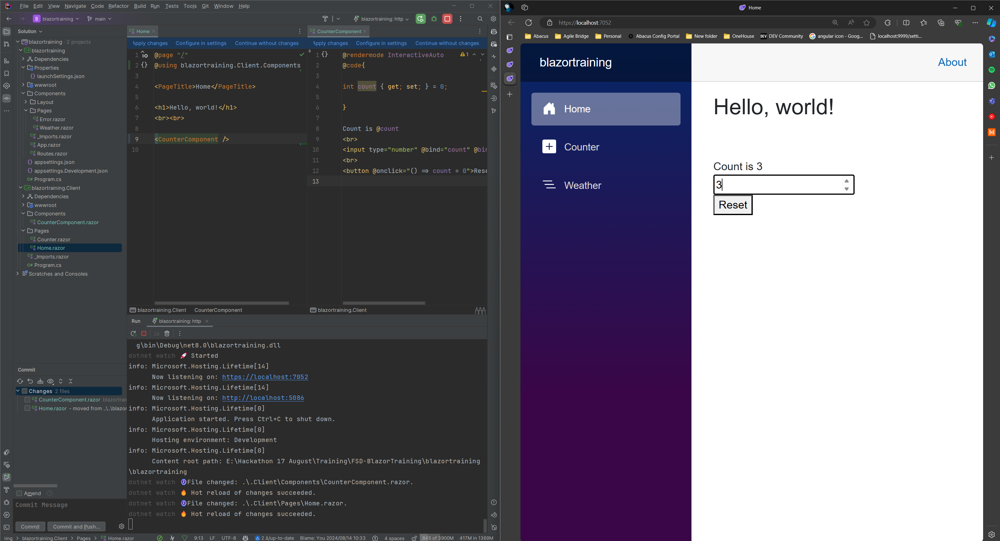 File Edit View Navigate Code Refactor Build Run Tests Tools Git Window Help
B blazortraining main blazortraining: http
Solution
blazortraining · 2 projects
blazortraining
Dependencies
Properties
launchSettings.json
wwwroot
Components
Layout
Pages
Error.razor
Weather.razor
_Imports.razor
App.razor
Routes.razor
appsettings.json
appsettings.Development.json
Program.cs
blazortraining.Client
Dependencies
wwwroot
Components
CounterComponent.razor
Pages
Counter.razor
Home.razor
_Imports.razor
Program.cs
Scratches and Consoles
Home
Apply changes Configure in settings Continue without changes
1 @page "/"
2 @using blazortraining.Client.Components
3
4 <PageTitle>Home</PageTitle>
5
6 <h1>Hello, world!</h1>
7 <br><br>
8
9 <CounterComponent />
10
blazortraining.Client CounterComponent
CounterComponent
Apply changes Configure in settings Continue without changes
1 @rendermode InteractiveAuto
1
2 @code{
3
4 int count { get; set; } = 0;
5
6 }
7
8 Count is @count
9 <br>
10 <input type="number" @bind="count" @bin
11 <br>
12 <button @onclick="() => count = 0">Rese
13
blazortraining.Client
Run blazortraining: http
g\bin\Debug\net8.0\blazortraining.dll
dotnet watch 🚀 Started
info: Microsoft.Hosting.Lifetime[14]
Now listening on: https://localhost:7052
info: Microsoft.Hosting.Lifetime[14]
Now listening on: http://localhost:5086
info: Microsoft.Hosting.Lifetime[0]
Application started. Press Ctrl+C to shut down.
info: Microsoft.Hosting.Lifetime[0]
Hosting environment: Development
info: Microsoft.Hosting.Lifetime[0]
Content root path: E:\Hackathon 17 August\Training\FSD-BlazorTraining\blazortraining
\blazortraining
dotnet watch File changed: .\.Client\Components\CounterComponent.razor.
dotnet watch 🔥 Hot reload of changes succeeded.
dotnet watch File changed: .\.Client\Pages\Home.razor.
dotnet watch 🔥 Hot reload of changes succeeded.
Commit
Changes 2 files
CounterComponent.razor blazortrai
Home.razor - moved from ..\..\blazor
Amend
Commit Message
Commit Commit and Push...
ning > blazortraining.Client > Pages > Home.razor
9:13 LF UTF-8 2 Δ/up-to-date Blame: You 2024/08/14 10:33 4 spaces 845 of 3900M 417M in 1369M
Home
https://localhost:7052
Abacus Agile Bridge Personal Abacus Config Portal New folder OneHouse DEV DEV Community angular icon - Goog... localhost:9999/setti...
blazortraining
Home
Counter
Weather
About
Hello, world!
Count is 3
3
Reset